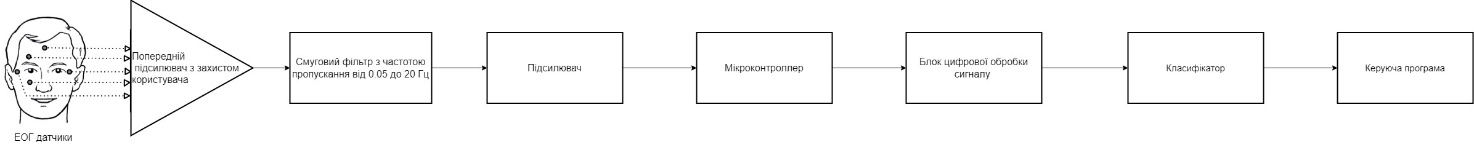 ЕОГ датчики
Попередній
підсилювач з захистом
користувача
Смуговий фільтр з частотою
пропускання від 0.05 до 20 Гц
Підсилювач
Мікроконтроллер
Блок цифрової обробки
сигналу
Класифікатор
Керуюча програма